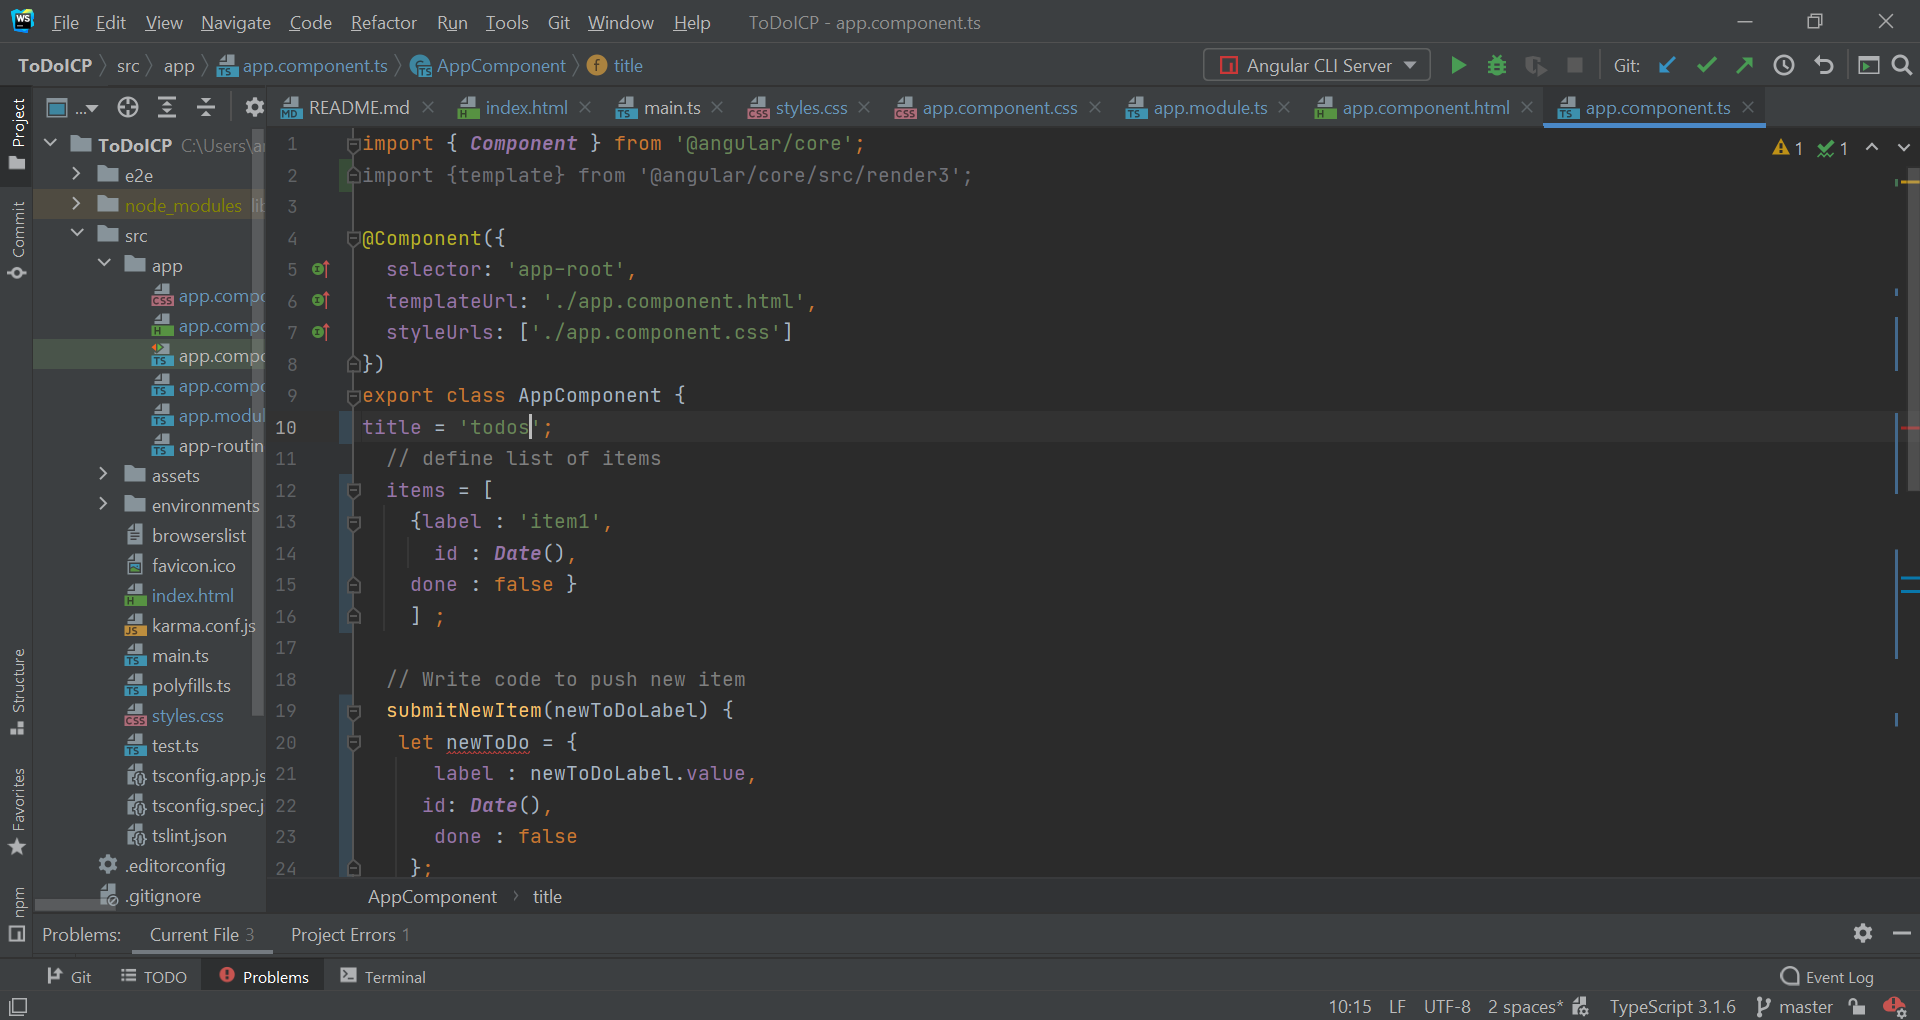 WS File Edit View Navigate Code Refactor Run Tools Git Window Help ToDoICP - app.component.ts
ToDoICP src app app.component.ts AppComponent f title Angular CLI Server Git:
Project
Commit
Structure
Favorites
npm
... README.md index.html main.ts styles.css app.component.css app.module.ts app.component.html app.component.ts
ToDoICP C:\Users\a
e2e
node_modules lib
src
app
app.compo
app.compo
app.compo
app.compo
app.modul
app-routin
assets
environments
browserslist
favicon.ico
index.html
karma.conf.js
main.ts
polyfills.ts
styles.css
test.ts
tsconfig.app.js
tsconfig.spec.j
tslint.json
.editorconfig
.gitignore
1 import { Component } from '@angular/core';
2 import {template} from '@angular/core/src/render3';
3
4 @Component({
5 selector: 'app-root',
6 templateUrl: './app.component.html',
7 styleUrls: ['./app.component.css']
8 })
9 export class AppComponent {
10 title = 'todos';
11 // define list of items
12 items = [
13 {label : 'item1',
14 id : Date(),
15 done : false }
16 ] ;
17
18 // Write code to push new item
19 submitNewItem(newToDoLabel) {
20 let newToDo = {
21 label : newToDoLabel.value,
22 id: Date(),
23 done : false
24 };
1 1
AppComponent title
Problems: Current File 3 Project Errors 1
Git TODO Problems Terminal Event Log
10:15 LF UTF-8 2 spaces* TypeScript 3.1.6 master